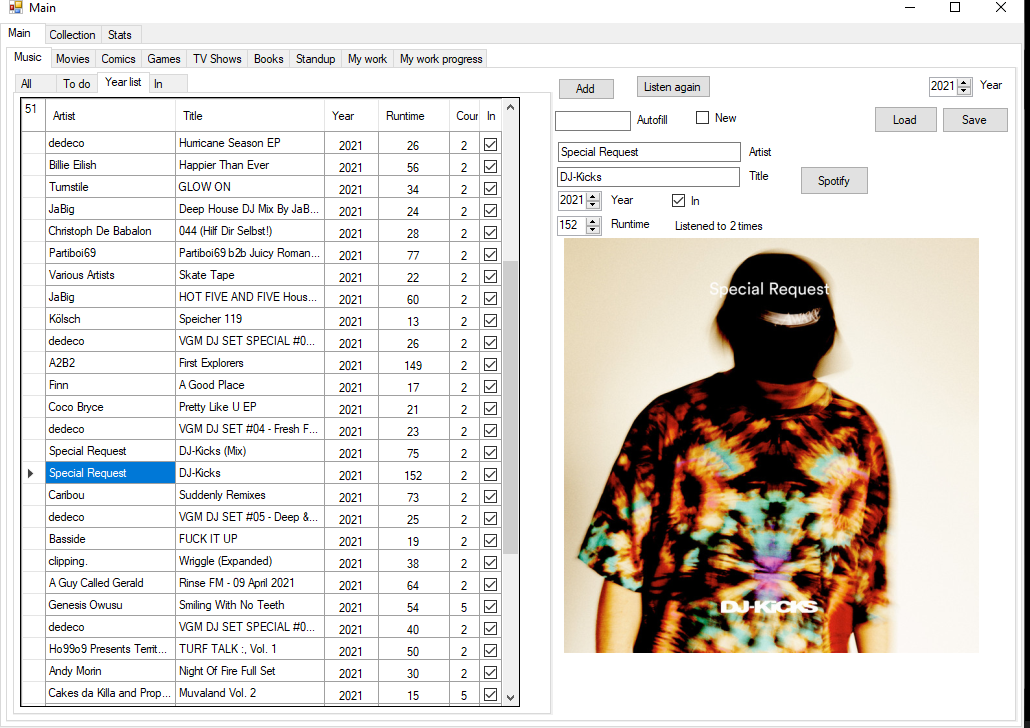 Main
Main Collection Stats
Music Movies Comics Games TV Shows Books Standup My work My work progress
All To do Year list In
51 Artist Title Year Runtime Cour In
dedeco Hurricane Season EP 2021 26 2
Billie Eilish Happier Than Ever 2021 56 2
Turnstile GLOW ON 2021 34 2
JaBig Deep House DJ Mix By JaB... 2021 24 2
Christoph De Babalon 044 (Hilf Dir Selbst!) 2021 28 2
Partiboi69 Partiboi69 b2b Juicy Roman... 2021 77 2
Various Artists Skate Tape 2021 22 2
JaBig HOT FIVE AND FIVE Hous... 2021 60 2
Kölsch Speicher 119 2021 13 2
dedeco VGM DJ SET SPECIAL #0... 2021 26 2
A2B2 First Explorers 2021 149 2
Finn A Good Place 2021 17 2
Coco Bryce Pretty Like U EP 2021 21 2
dedeco VGM DJ SET #04 - Fresh F... 2021 23 2
Special Request DJ-Kicks (Mix) 2021 75 2
Special Request DJ-Kicks 2021 152 2
Caribou Suddenly Remixes 2021 73 2
dedeco VGM DJ SET #05 - Deep &... 2021 25 2
Basside FUCK IT UP 2021 19 2
clipping. Wriggle (Expanded) 2021 38 2
A Guy Called Gerald Rinse FM - 09 April 2021 2021 64 2
Genesis Owusu Smiling With No Teeth 2021 54 5
dedeco VGM DJ SET SPECIAL #0... 2021 40 2
Ho99o9 Presents Territ... TURF TALK :, Vol. 1 2021 50 2
Andy Morin Night Of Fire Full Set 2021 30 2
Cakes da Killa and Prop... Muvaland Vol. 2 2021 15 5
Add Listen again 2021 Year
Autofill New Load Save
Special Request Artist
DJ-Kicks Title Spotify
2021 Year In
152 Runtime Listened to 2 times
Special Request
DJ-KiCKS